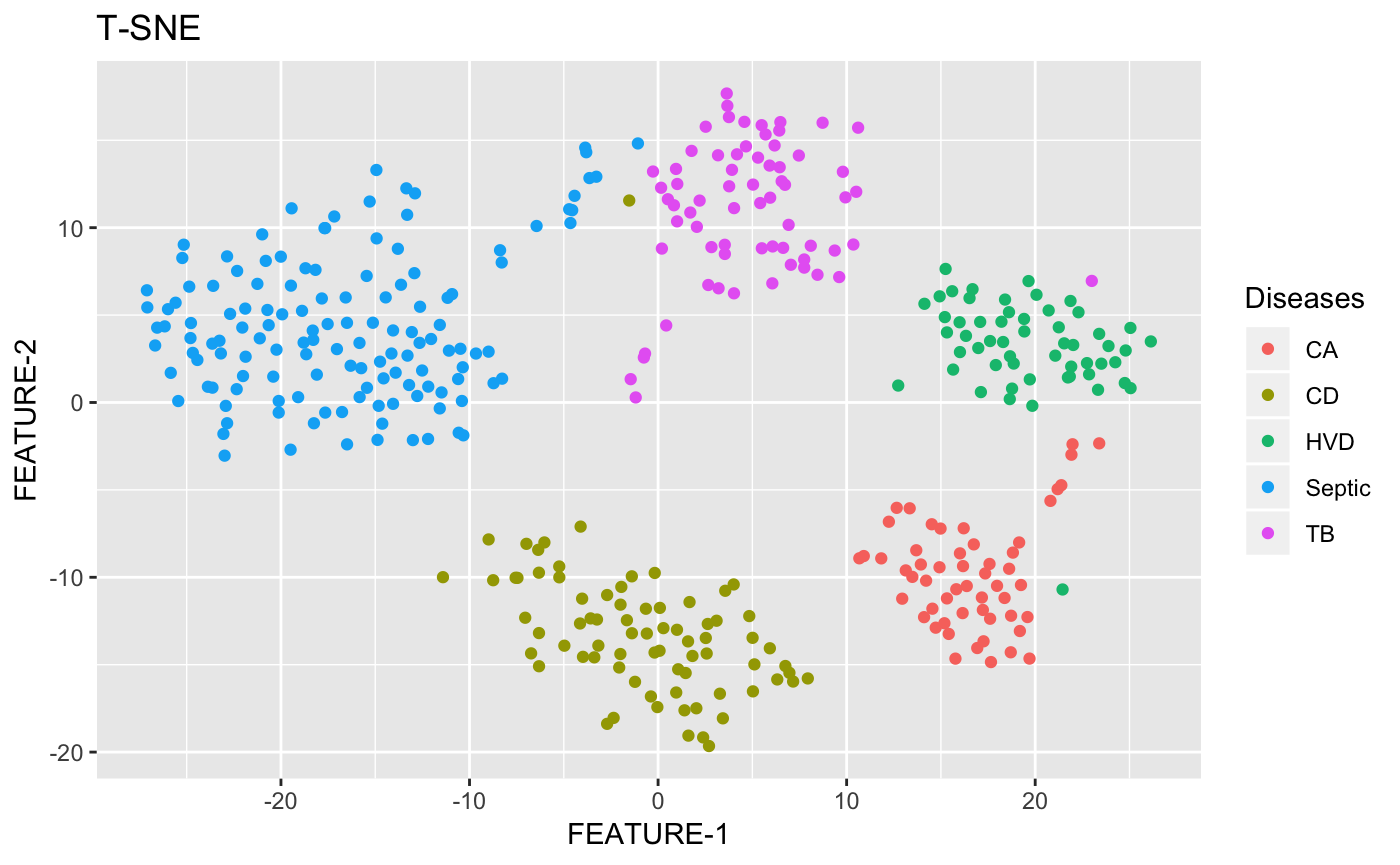 T-SNE
FEATURE-2
10
0
-10
-20
-20
-10
0
10
20
FEATURE-1
Diseases
CA
CD
HVD
Septic
TB